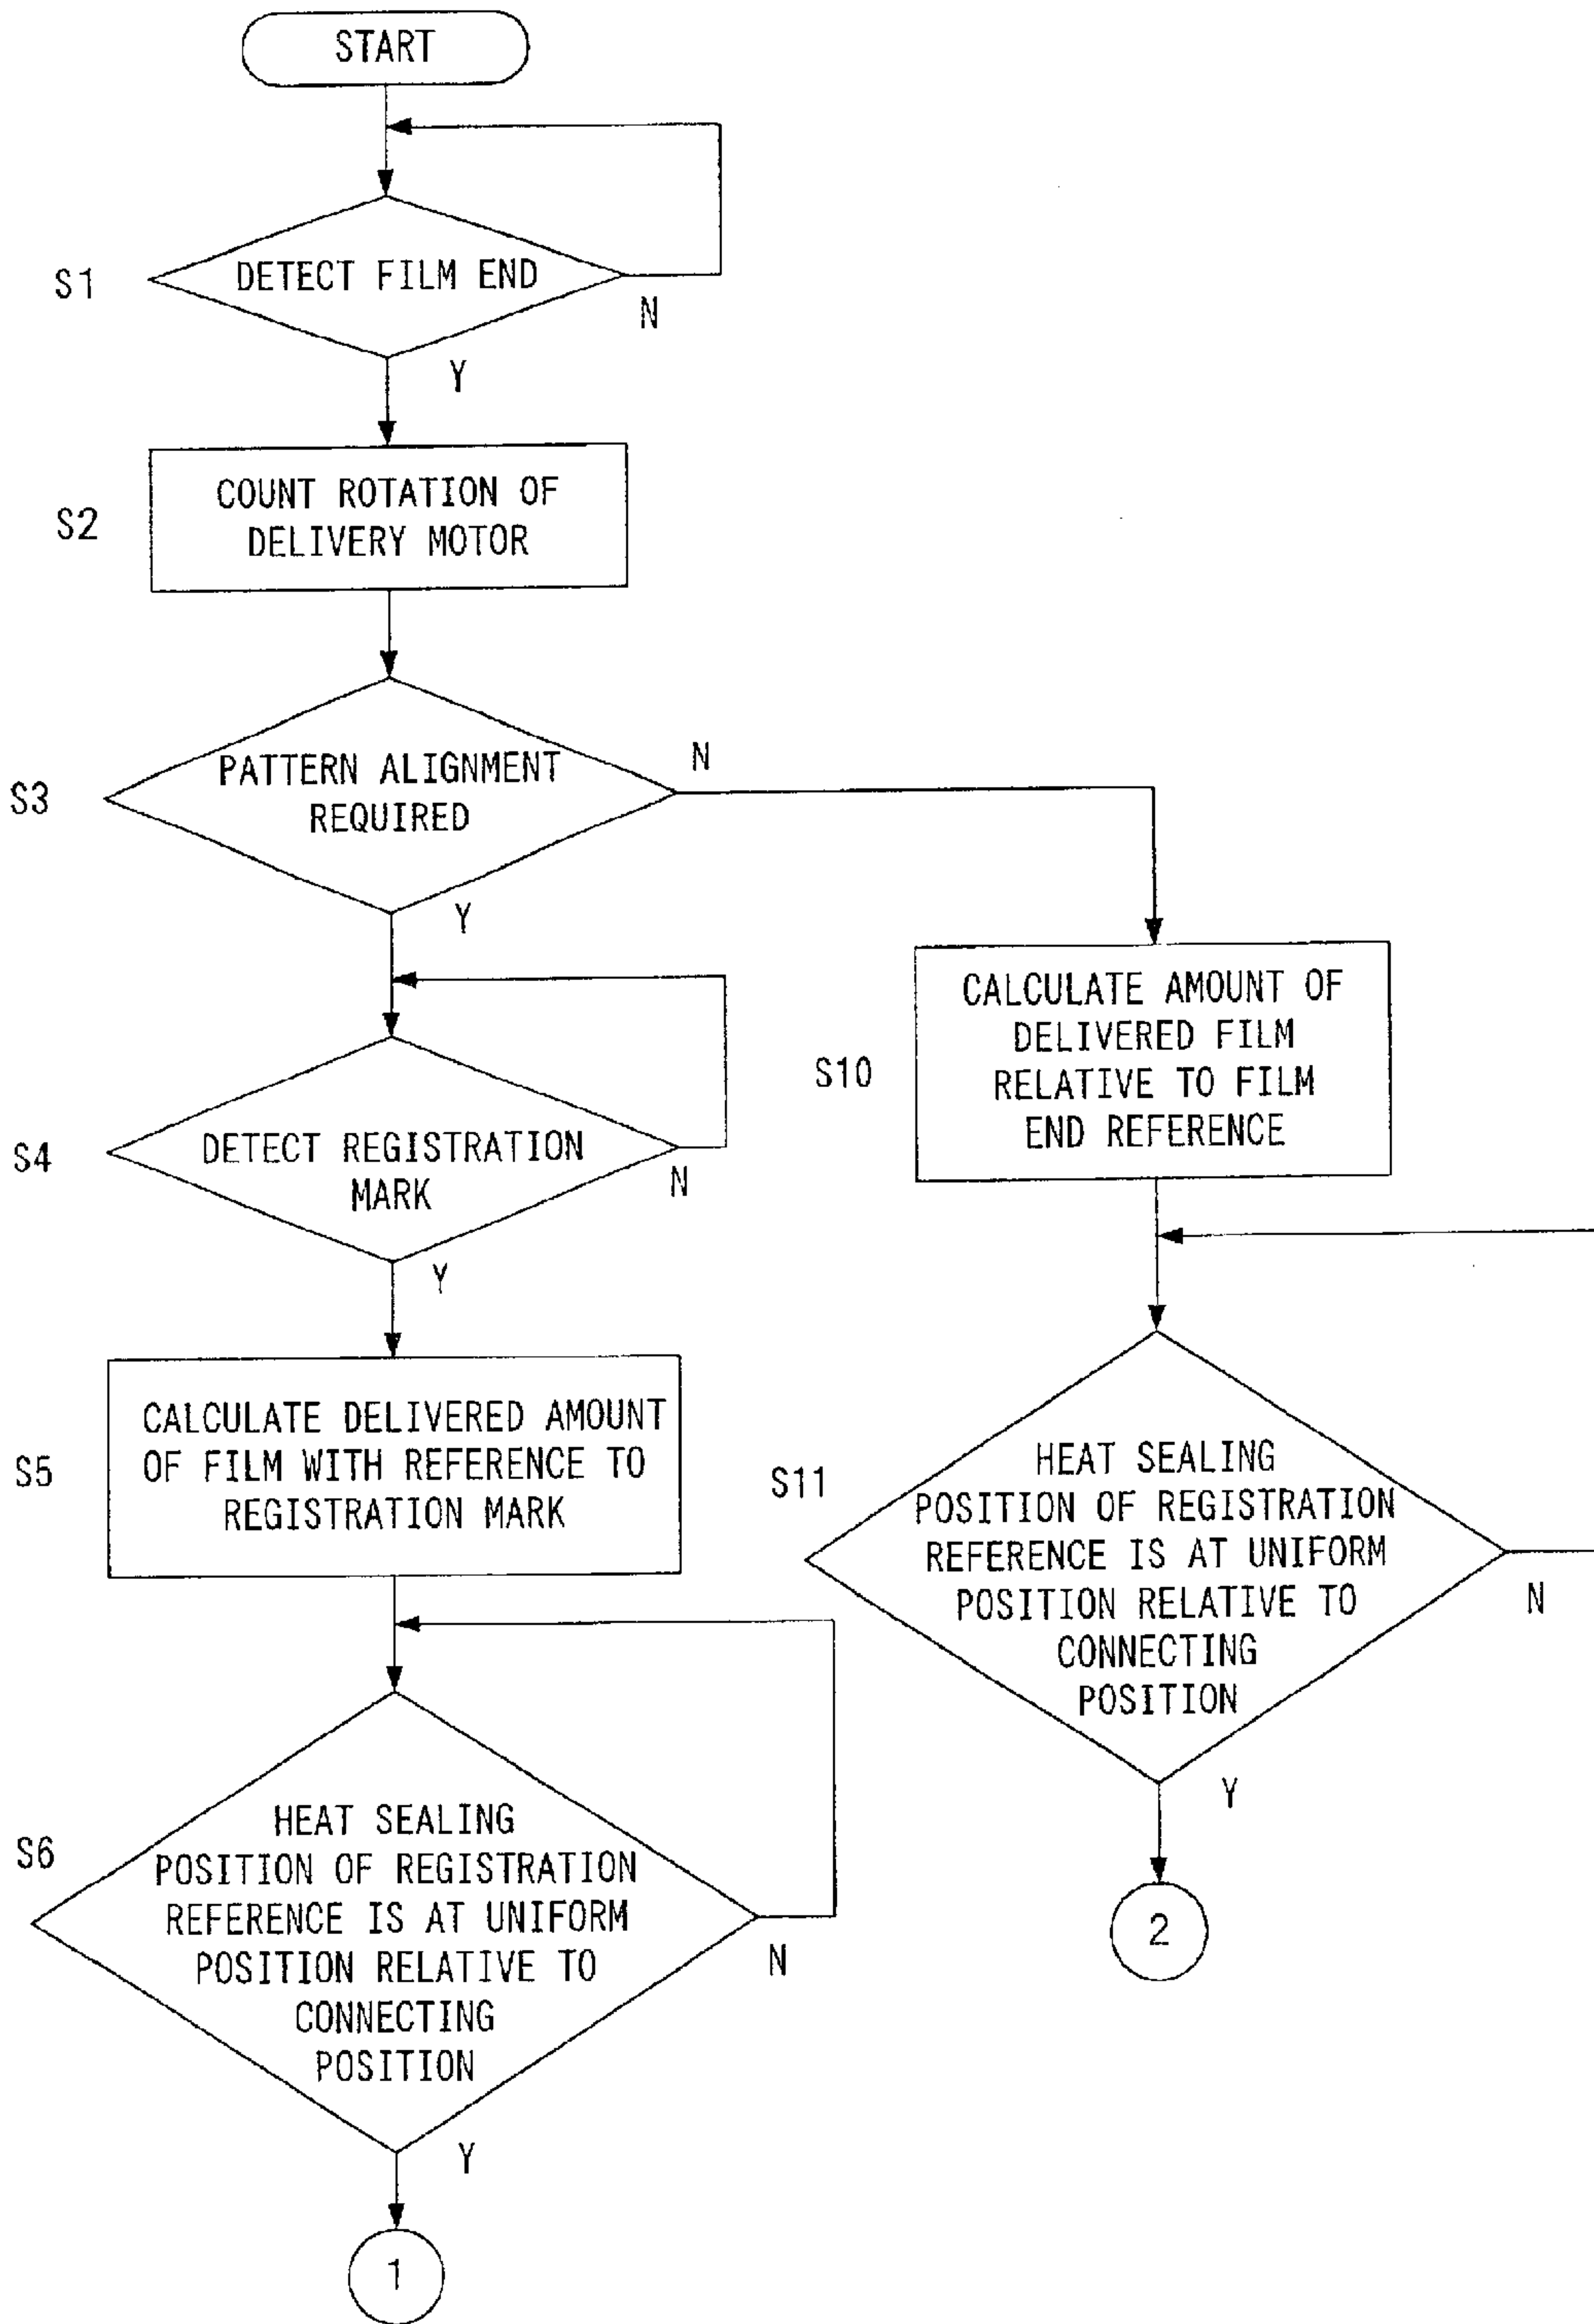 START
S1
DETECT FILM END
N
Y
S2
COUNT ROTATION OF
DELIVERY MOTOR
S3
PATTERN ALIGNMENT
REQUIRED
N
Y
S4
DETECT REGISTRATION
MARK
N
Y
S5
CALCULATE DELIVERED AMOUNT
OF FILM WITH REFERENCE TO
REGISTRATION MARK
S6
HEAT SEALING
POSITION OF REGISTRATION
REFERENCE IS AT UNIFORM
POSITION RELATIVE TO
CONNECTING
POSITION
N
Y
1
S10
CALCULATE AMOUNT OF
DELIVERED FILM
RELATIVE TO FILM
END REFERENCE
S11
HEAT SEALING
POSITION OF REGISTRATION
REFERENCE IS AT UNIFORM
POSITION RELATIVE TO
CONNECTING
POSITION
N
Y
2